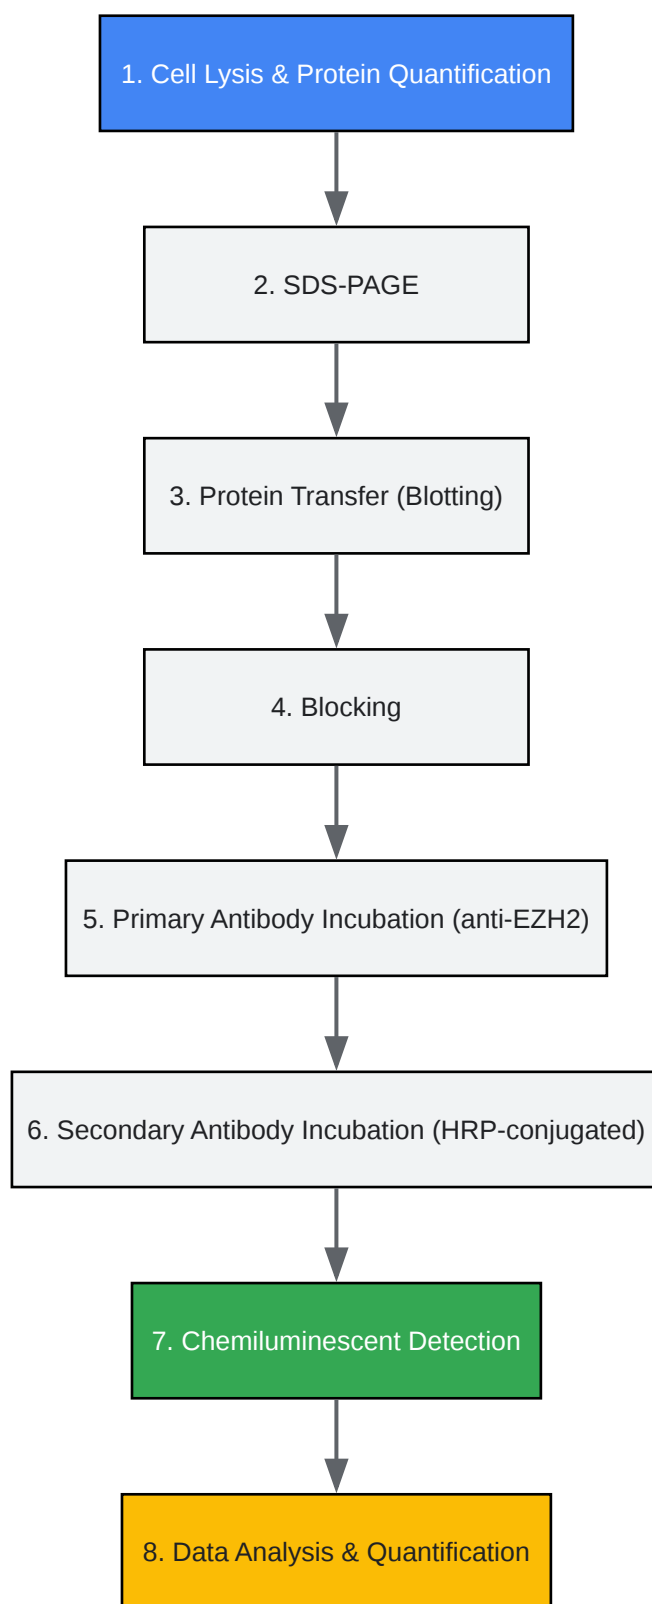 1. Cell Lysis & Protein Quantification
2. SDS-PAGE
3. Protein Transfer (Blotting)
4. Blocking
5. Primary Antibody Incubation (anti-EZH2)
6. Secondary Antibody Incubation (HRP-conjugated)
7. Chemiluminescent Detection
8. Data Analysis & Quantification